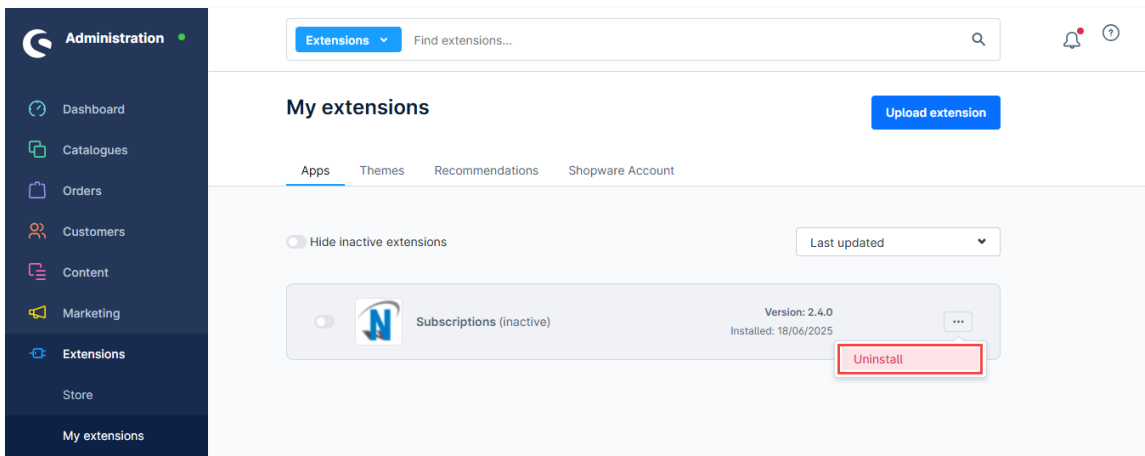 Administration
Extensions
Find extensions...
Dashboard
Catalogues
Orders
Customers
Content
Marketing
Extensions
Store
My extensions
My extensions
Upload extension
Apps
Themes
Recommendations
Shopware Account
Hide inactive extensions
Last updated
N
Subscriptions (inactive)
Version: 2.4.0
Installed: 18/06/2025
Uninstall